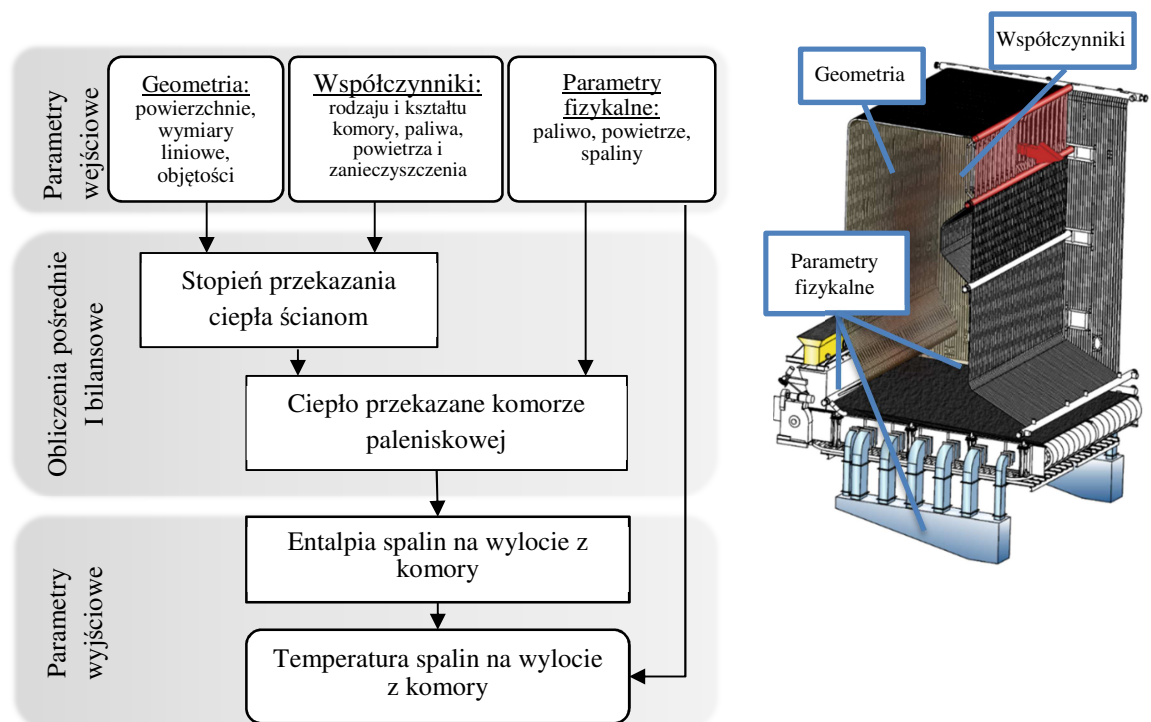 Parametry
wejściowe
Geometria:
powierzchnie,
wymiary
liniowe,
objętości
Współczynniki:
rodzaju i kształtu
komory, paliwa,
powietrza i
zanieczyszczenia
Parametry
fizykalne:
paliwo, powietrze,
spaliny
Obliczenia pośrednie
I bilansowe
Stopień przekazania
ciepła ścianom
Ciepło przekazane komorze
paleniskowej
Parametry
wyjściowe
Entalpia spalin na wylocie z
komory
Temperatura spalin na wylocie
z komory
Geometria
Współczynniki
Parametry
fizykalne